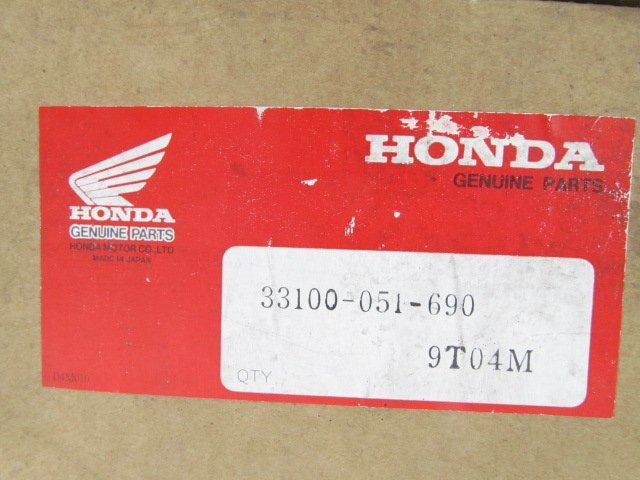 HONDA
GENUINE PARTS
HONDA
GENUINE PARTS
HONDA MOTOR CO., LTD
MADE IN JAPAN
33100-051-690
9T04M
QTY